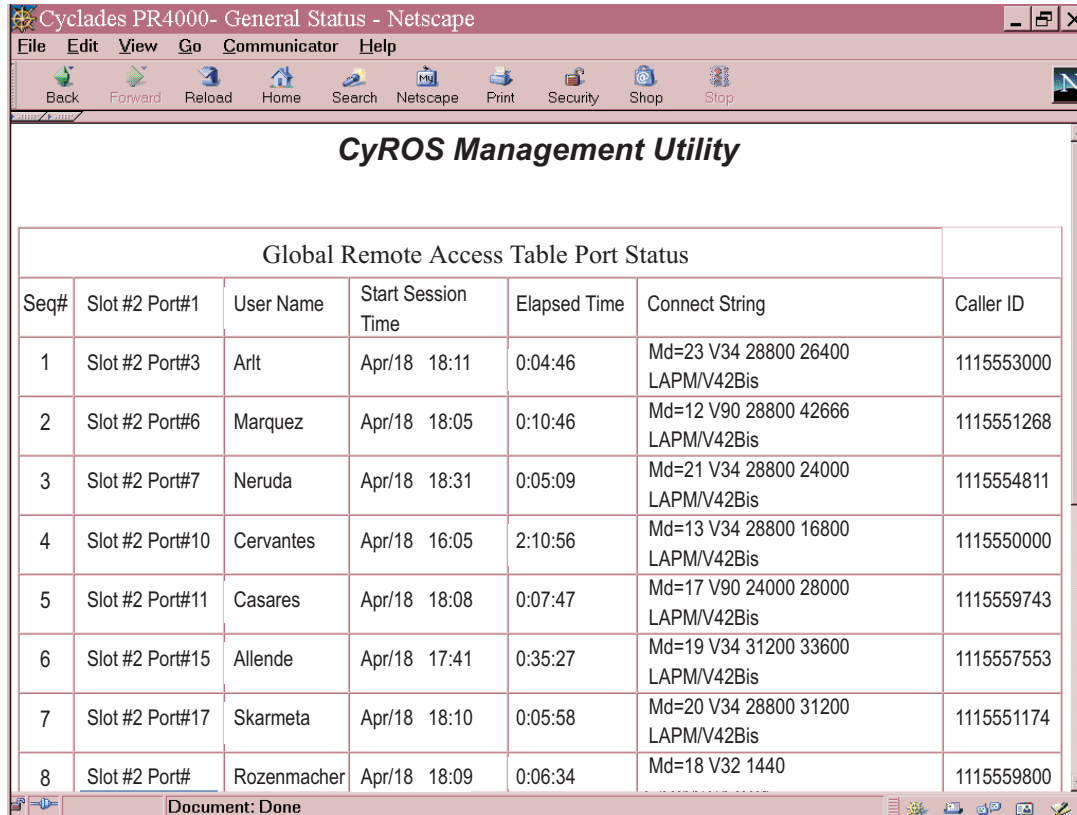 Cyclades PR4000- General Status - Netscape
File Edit View Go Communicator Help
Back Forward Reload Home Search Netscape Print Security Shop Stop
CyROS Management Utility
Global Remote Access Table Port Status
Seq# Slot #2 Port#1 User Name Start Session Time Elapsed Time Connect String Caller ID
1 Slot #2 Port#3 Arlt Apr/18 18:11 0:04:46 Md=23 V34 28800 26400 LAPM/V42Bis 1115553000
2 Slot #2 Port#6 Marquez Apr/18 18:05 0:10:46 Md=12 V90 28800 42666 LAPM/V42Bis 1115551268
3 Slot #2 Port#7 Neruda Apr/18 18:31 0:05:09 Md=21 V34 28800 24000 LAPM/V42Bis 1115554811
4 Slot #2 Port#10 Cervantes Apr/18 16:05 2:10:56 Md=13 V34 28800 16800 LAPM/V42Bis 1115550000
5 Slot #2 Port#11 Casares Apr/18 18:08 0:07:47 Md=17 V90 24000 28000 LAPM/V42Bis 1115559743
6 Slot #2 Port#15 Allende Apr/18 17:41 0:35:27 Md=19 V34 31200 33600 LAPM/V42Bis 1115557553
7 Slot #2 Port#17 Skarmeta Apr/18 18:10 0:05:58 Md=20 V34 28800 31200 LAPM/V42Bis 1115551174
8 Slot #2 Port# Rozenmacher Apr/18 18:09 0:06:34 Md=18 V32 1440 1115559800
Document: Done